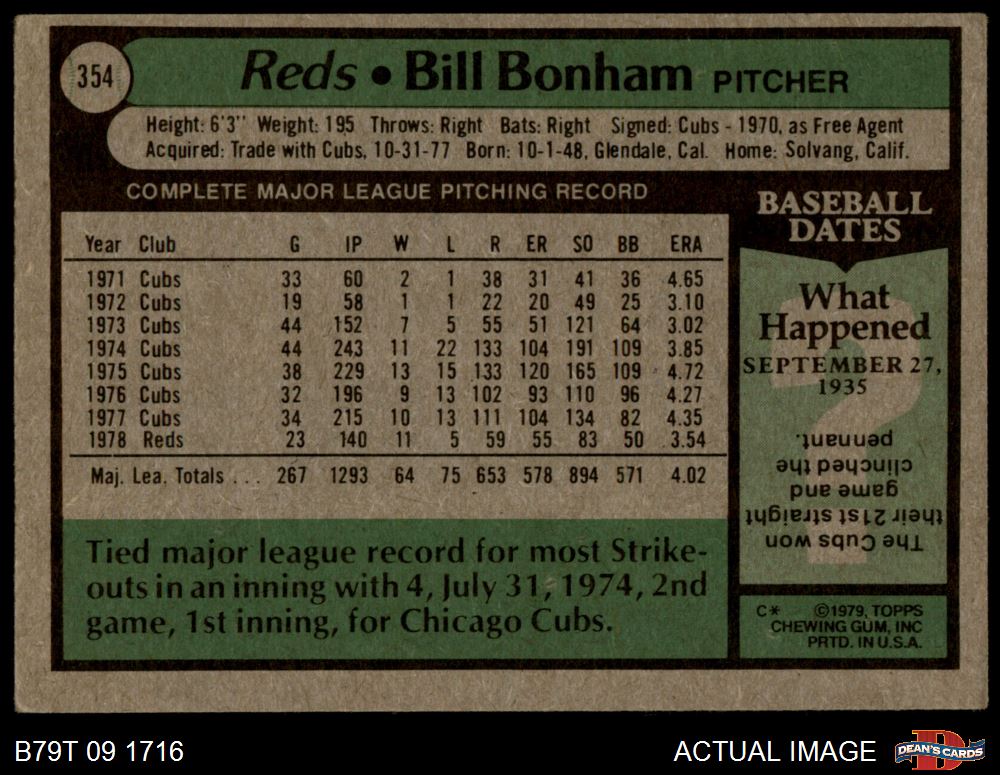 354
Reds • Bill Bonham PITCHER
Height: 6'3" Weight: 195 Throws: Right Bats: Right Signed: Cubs - 1970, as Free Agent
Acquired: Trade with Cubs, 10-31-77 Born: 10-1-48, Glendale, Cal. Home: Solvang, Calif.
COMPLETE MAJOR LEAGUE PITCHING RECORD
Year Club G IP W L R ER SO BB ERA
1971 Cubs 33 60 2 1 38 31 41 36 4.65
1972 Cubs 19 58 1 1 22 20 49 25 3.10
1973 Cubs 44 152 7 5 55 51 121 64 3.02
1974 Cubs 44 243 11 22 133 104 191 109 3.85
1975 Cubs 38 229 13 15 133 120 165 109 4.72
1976 Cubs 32 196 9 13 102 93 110 96 4.27
1977 Cubs 34 215 10 13 111 104 134 82 4.35
1978 Reds 23 140 11 5 59 55 83 50 3.54
Maj. Lea. Totals . . . 267 1293 64 75 653 578 894 571 4.02
Tied major league record for most Strike-
outs in an inning with 4, July 31, 1974, 2nd
game, 1st inning, for Chicago Cubs.
BASEBALL
DATES
What
Happened
SEPTEMBER 27,
1935
The Cubs won
their 21st straight
game and
clinched the
pennant.
C* ©1979, TOPPS
CHEWING GUM, INC
PRTD. IN U.S.A.
B79T 09 1716
ACTUAL IMAGE
DEAN'S CARDS